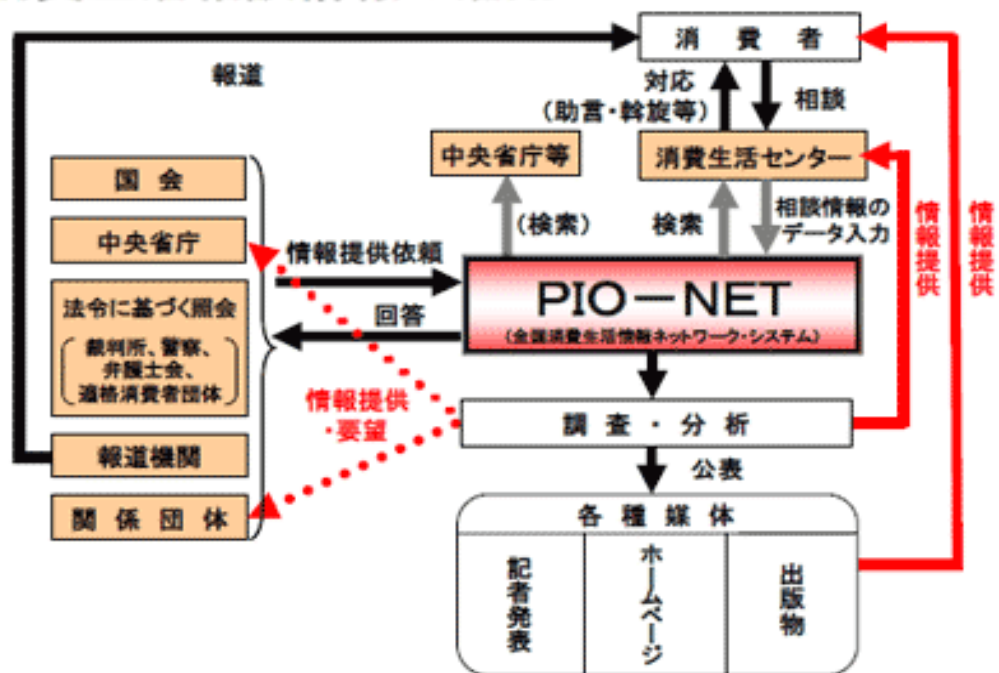 消費者
報道
対応
(助言・斡旋等)
相談
中央省庁等
消費生活センター
国会
(検索)
検索
相談情報の
データ入力
情報提供
情報提供
中央省庁
情報提供依頼
PIO-NET
(全国消費生活情報ネットワーク・システム)
法令に基づく照会
裁判所、警察、
弁護士会、
適格消費者団体
回答
情報提供
・要望
調査・分析
報道機関
公表
関係団体
各種媒体
記者発表
ホームページ
出版物